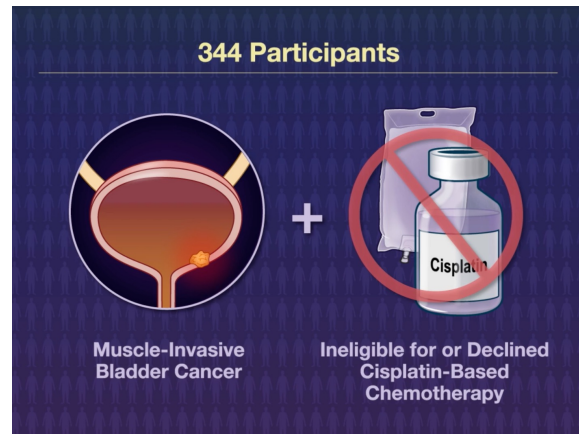 344 Participants
Cisplatin
Muscle-Invasive
Bladder Cancer
Ineligible for or Declined
Cisplatin-Based
Chemotherapy